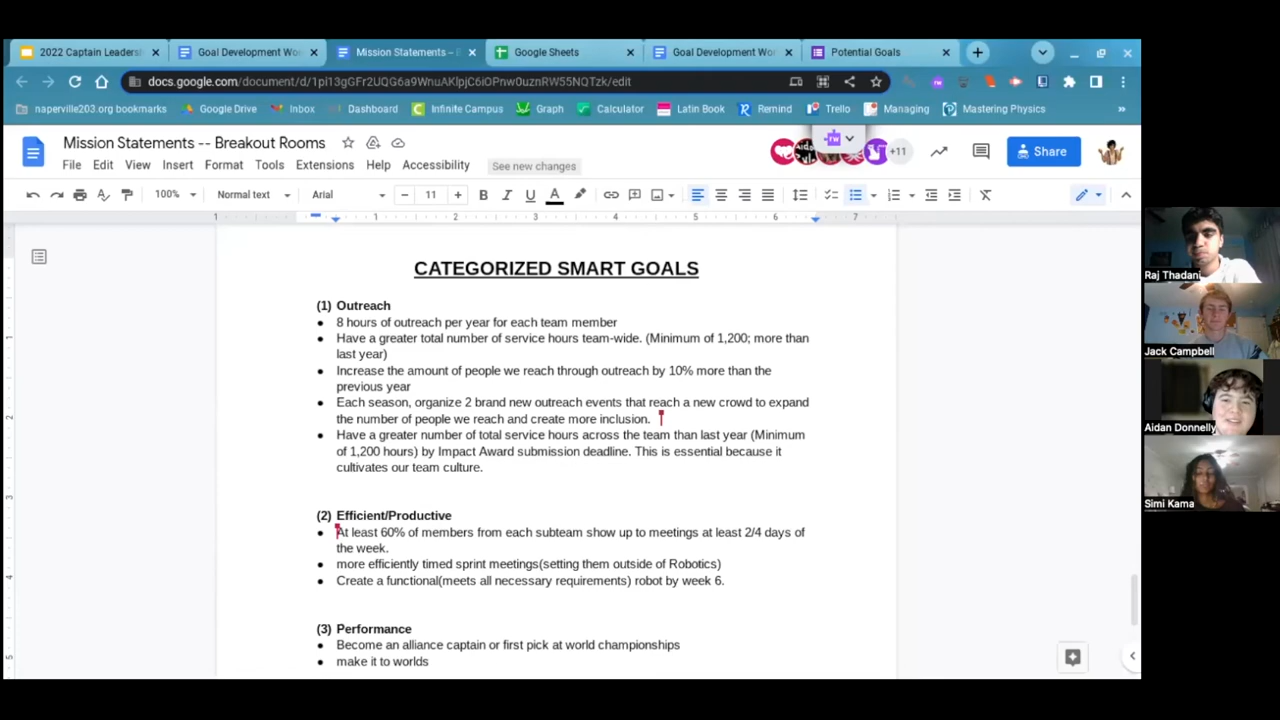 2022 Captain Leaders
Goal Development Wo
Mission Statements –
Google Sheets
Goal Development Wor
Potential Goals
docs.google.com/document/d/1pi13gGFr2UQG6a9WnuAKlpjC6iOPnw0uznRW55NQTzk/edit
naperville203.org bookmarks
Google Drive
Inbox
Dashboard
Infinite Campus
Graph
Calculator
Latin Book
Remind
Trello
Managing
Mastering Physics
Mission Statements -- Breakout Rooms
+11
Share
File Edit View Insert Format Tools Extensions Help Accessibility
See new changes
100% Normal text Arial 11
1 1 2 3 4 5 6 7
CATEGORIZED SMART GOALS
(1) Outreach
● 8 hours of outreach per year for each team member
● Have a greater total number of service hours team-wide. (Minimum of 1,200; more than
last year)
● Increase the amount of people we reach through outreach by 10% more than the
previous year
● Each season, organize 2 brand new outreach events that reach a new crowd to expand
the number of people we reach and create more inclusion.
● Have a greater number of total service hours across the team than last year (Minimum
of 1,200 hours) by Impact Award submission deadline. This is essential because it
cultivates our team culture.
(2) Efficient/Productive
● At least 60% of members from each subteam show up to meetings at least 2/4 days of
the week.
● more efficiently timed sprint meetings(setting them outside of Robotics)
● Create a functional(meets all necessary requirements) robot by week 6.
(3) Performance
● Become an alliance captain or first pick at world championships
● make it to worlds
Raj Thadani
Jack Campbell
Aidan Donnelly
Simi Kama